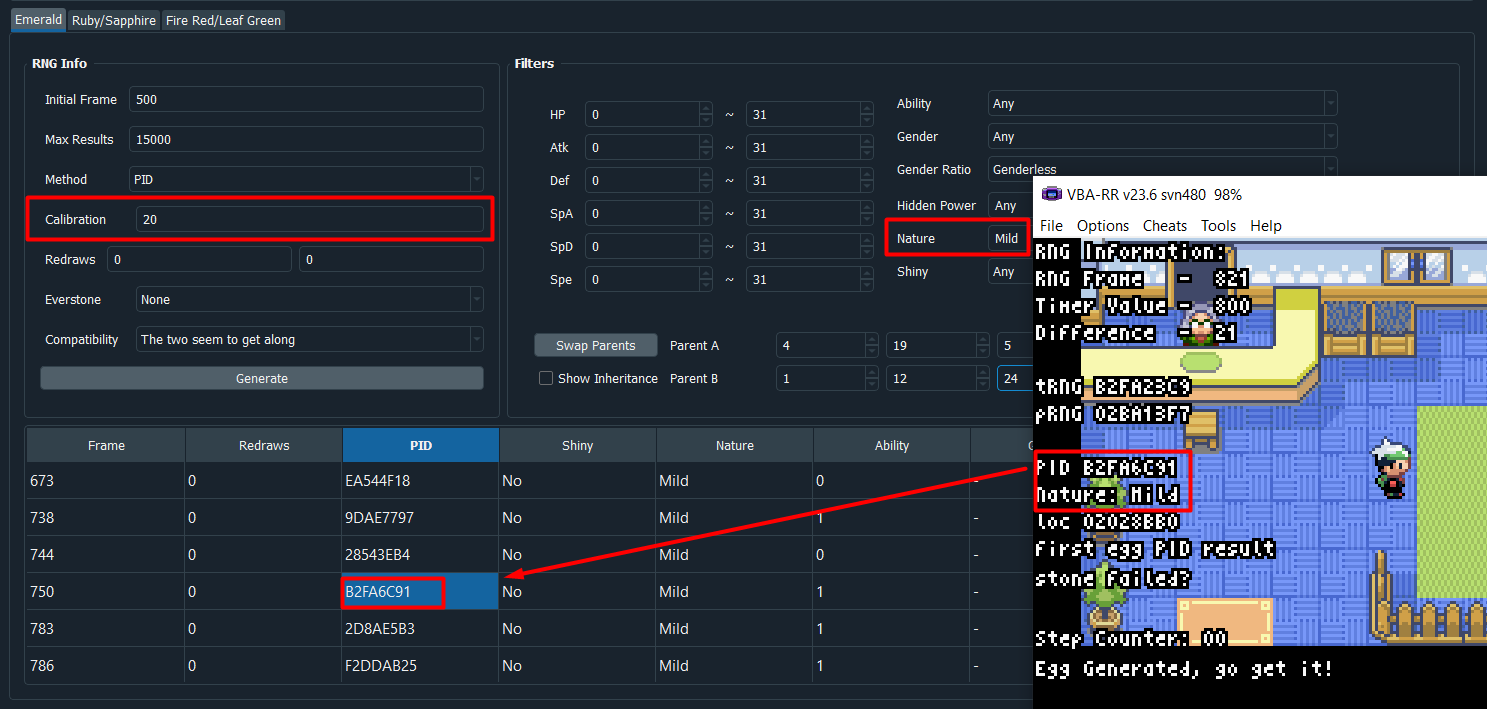 Emerald Ruby/Sapphire Fire Red/Leaf Green
RNG Info
Initial Frame 500
Max Results 15000
Method PID
Calibration 20
Redraws 0 0
Everstone None
Compatibility The two seem to get along
Generate
Filters
HP 0 ~ 31
Atk 0 ~ 31
Def 0 ~ 31
SpA 0 ~ 31
SpD 0 ~ 31
Spe 0 ~ 31
Ability Any
Gender Any
Gender Ratio Genderless
Hidden Power Any
Nature Mild
Shiny Any
Swap Parents Parent A 4 19 5
Show Inheritance Parent B 1 12 24
Frame Redraws PID Shiny Nature Ability
673 0 EA544F18 No Mild 0 -
738 0 9DAE7797 No Mild 1 -
744 0 28543EB4 No Mild 0 -
750 0 B2FA6C91 No Mild 1 -
783 0 2D8AE5B3 No Mild 1 -
786 0 F2DDAB25 No Mild 1 -
VBA-RR v23.6 svn480 98%
File Options Cheats Tools Help
RNG Information:
RNG Frame - 821
Timer Value - 800
Difference - 21
tRNG B2FA23C9
pRNG 02BA13F7
PID B2FA6C91
Nature: Mild
loc 02028BB0
First egg PID result
stone Failed?
Step Counter: 00
Egg Generated, go get it!